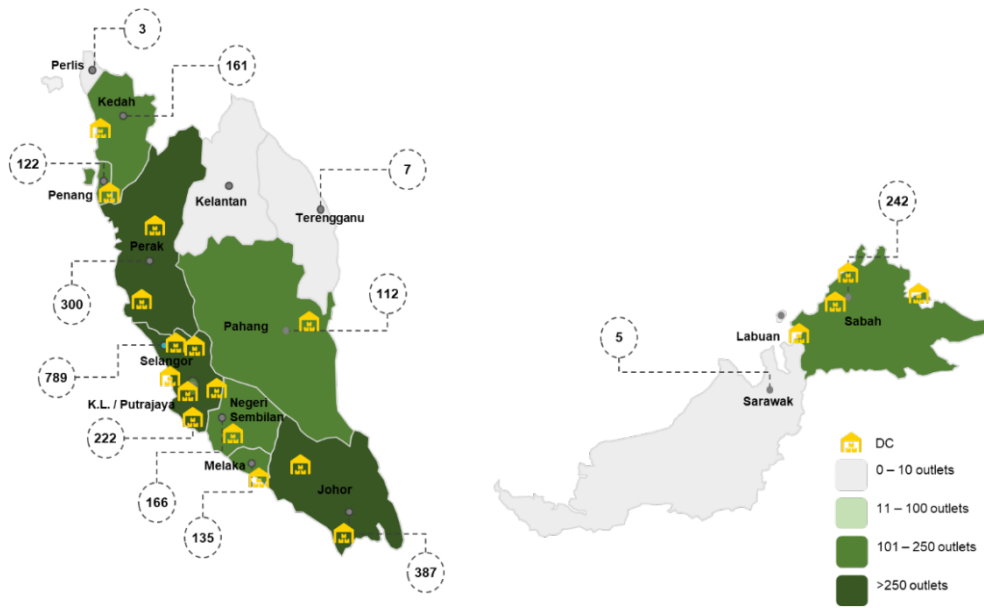 3
Perlis
161
Kedah
122
Penang
7
Kelantan
Terengganu
Perak
300
Pahang
112
Selangor
789
K.L. / Putrajaya
Negeri
Sembilan
222
Melaka
166
135
Johor
387
242
Labuan
Sabah
5
Sarawak
DC
0 – 10 outlets
11 – 100 outlets
101 – 250 outlets
>250 outlets